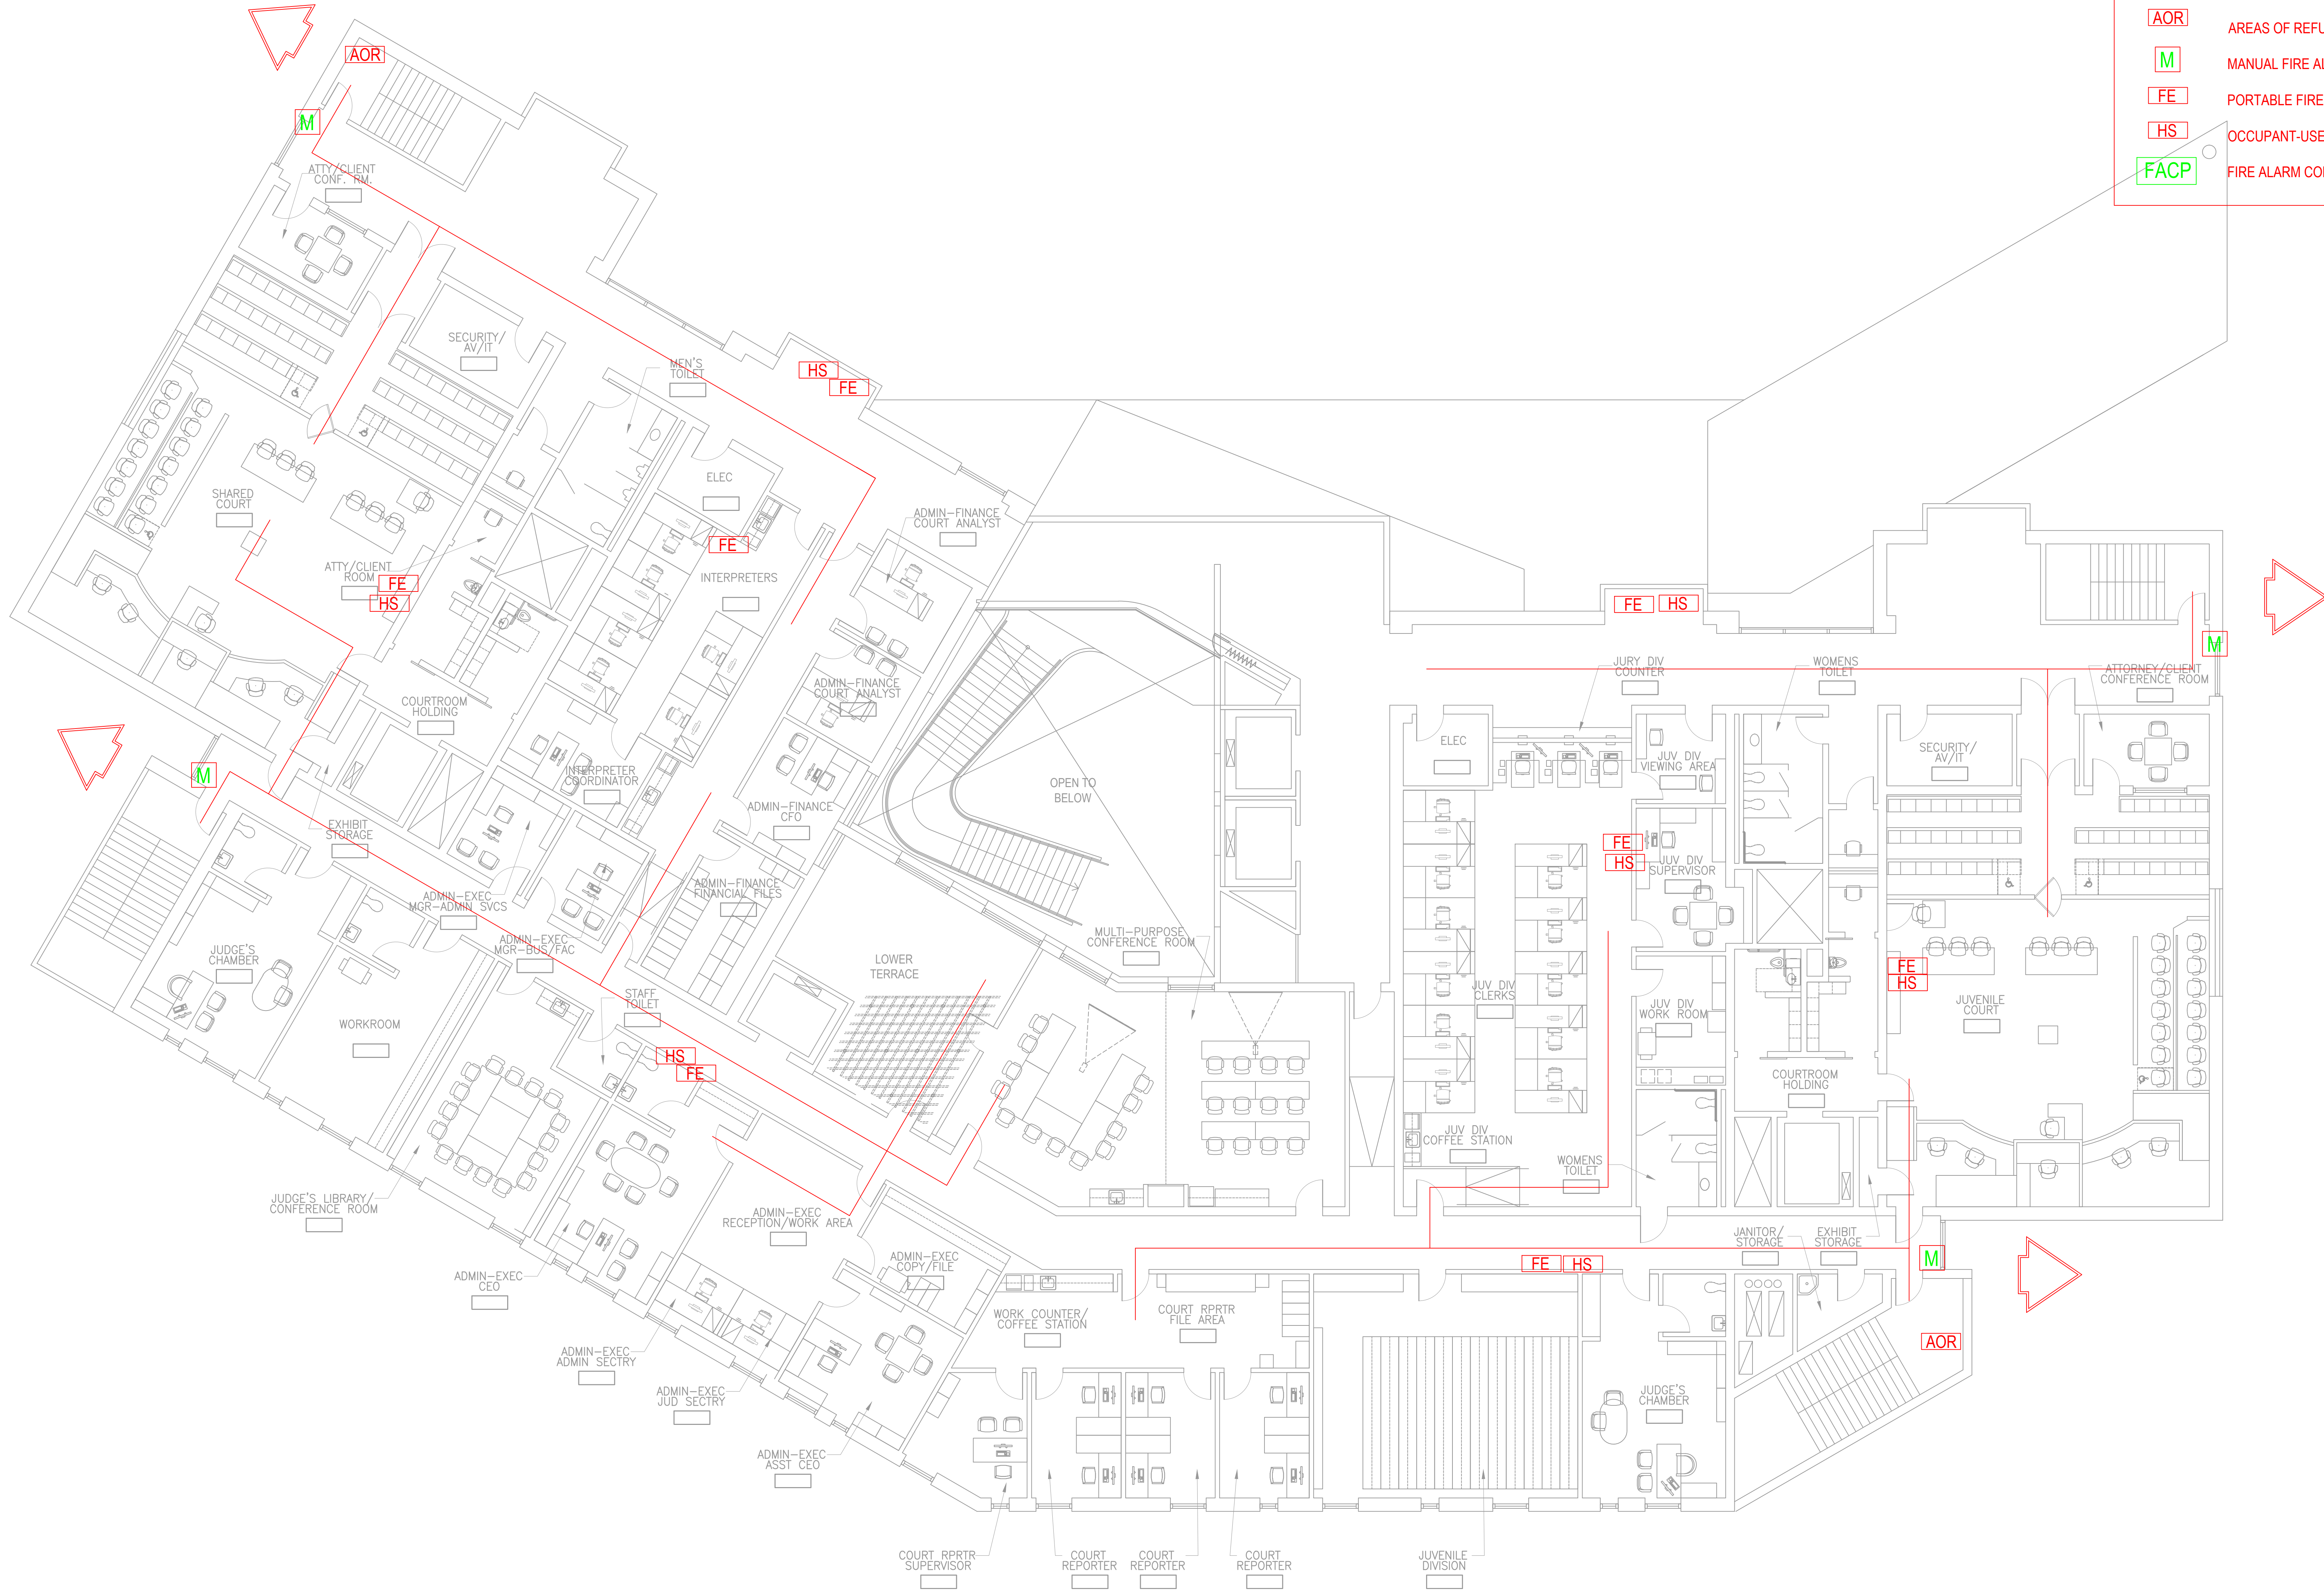 AOR
AREAS OF REFU
M
MANUAL FIRE AL
FE
PORTABLE FIRE
HS
OCCUPANT-USE
FACP
FIRE ALARM CO
AOR
M
ATTY/CLIENT
CONF. RM.
SECURITY/
AV/IT
MEN'S
TOILET
HS
FE
ELEC
SHARED
COURT
ADMIN-FINANCE
COURT ANALYST
FE
ATTY/CLIENT
ROOM
FE
HS
INTERPRETERS
FE
HS
M
JURY DIV
COUNTER
WOMENS
TOILET
ATTORNEY/CLIENT
CONFERENCE ROOM
ADMIN-FINANCE
COURT ANALYST
COURTROOM
HOLDING
ELEC
JUV DIV
VIEWING AREA
SECURITY/
AV/IT
M
INTERPRETER
COORDINATOR
OPEN TO
BELOW
ADMIN-FINANCE
CFO
EXHIBIT
STORAGE
FE
HS
JUV DIV
SUPERVISOR
ADMIN-EXEC
MGR-ADMIN SVCS
ADMIN-FINANCE
FINANCIAL FILES
ADMIN-EXEC
MGR-BUS/FAC
JUDGE'S
CHAMBER
MULTI-PURPOSE
CONFERENCE ROOM
LOWER
TERRACE
FE
HS
STAFF
TOILET
JUV DIV
CLERKS
JUV DIV
WORK ROOM
JUVENILE
COURT
WORKROOM
HS
FE
COURTROOM
HOLDING
JUV DIV
COFFEE STATION
WOMENS
TOILET
JUDGE'S LIBRARY/
CONFERENCE ROOM
ADMIN-EXEC
RECEPTION/WORK AREA
JANITOR/
STORAGE
EXHIBIT
STORAGE
ADMIN-EXEC
COPY/FILE
FE
HS
M
ADMIN-EXEC
CEO
WORK COUNTER/
COFFEE STATION
COURT RPRTR
FILE AREA
AOR
ADMIN-EXEC
ADMIN SECTRY
ADMIN-EXEC
JUD SECTRY
JUDGE'S
CHAMBER
ADMIN-EXEC
ASST CEO
COURT RPRTR
SUPERVISOR
COURT
REPORTER
COURT
REPORTER
COURT
REPORTER
JUVENILE
DIVISION